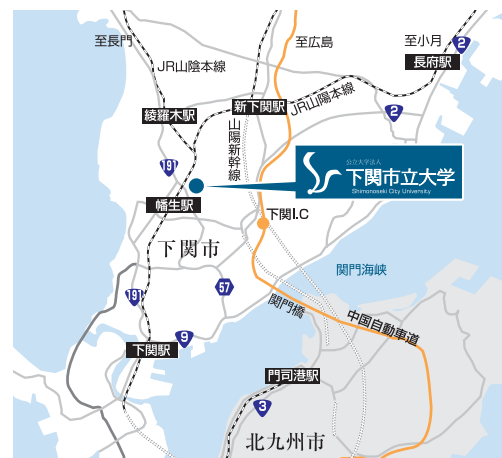 至長門
至広島
至小月
2
長府駅
JR山陰本線
新下関駅
JR山陽本線
綾羅木駅
山陽新幹線
2
191
公立大学法人
下関市立大学
Shimonoseki City University
幡生駅
下関I.C
下関市
関門海峡
57
191
関門橋
中国自動車道
9
下関駅
門司港駅
3
北九州市